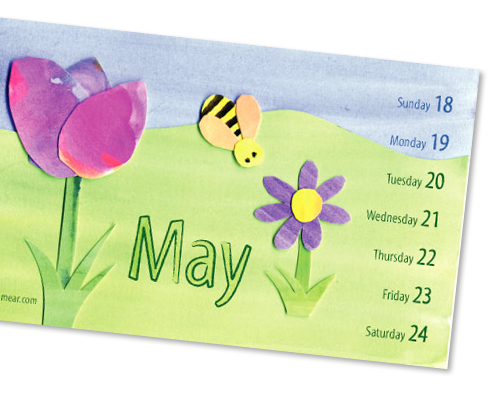 Sunday 18
Monday 19
Tuesday 20
Wednesday 21
May
Thursday 22
Friday 23
mear.com
Saturday 24